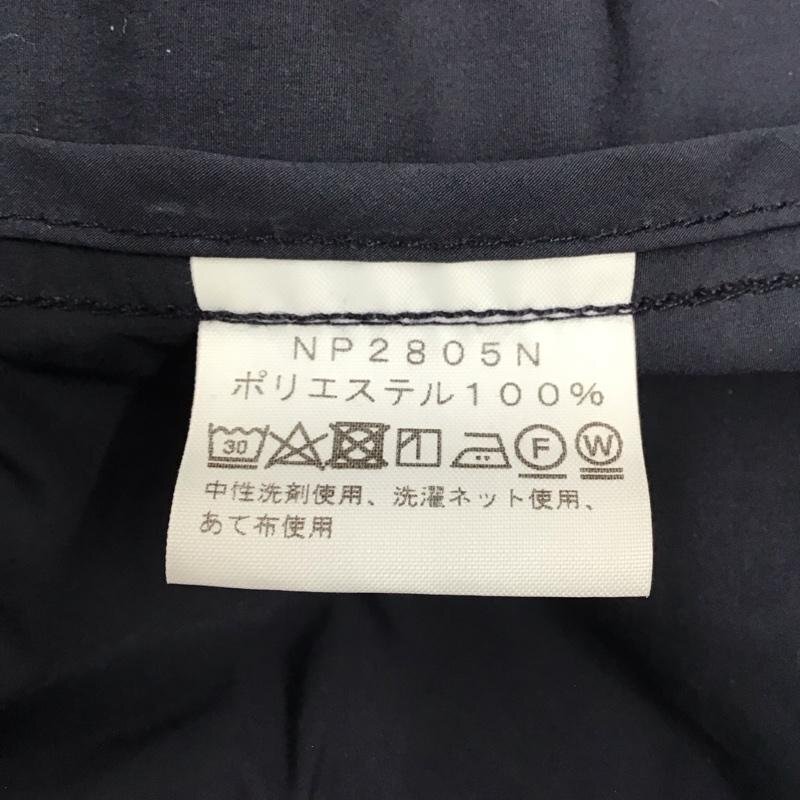 NP2805N
ポリエステル100%
30 F W
中性洗剤使用、洗濯ネット使用、
あて布使用